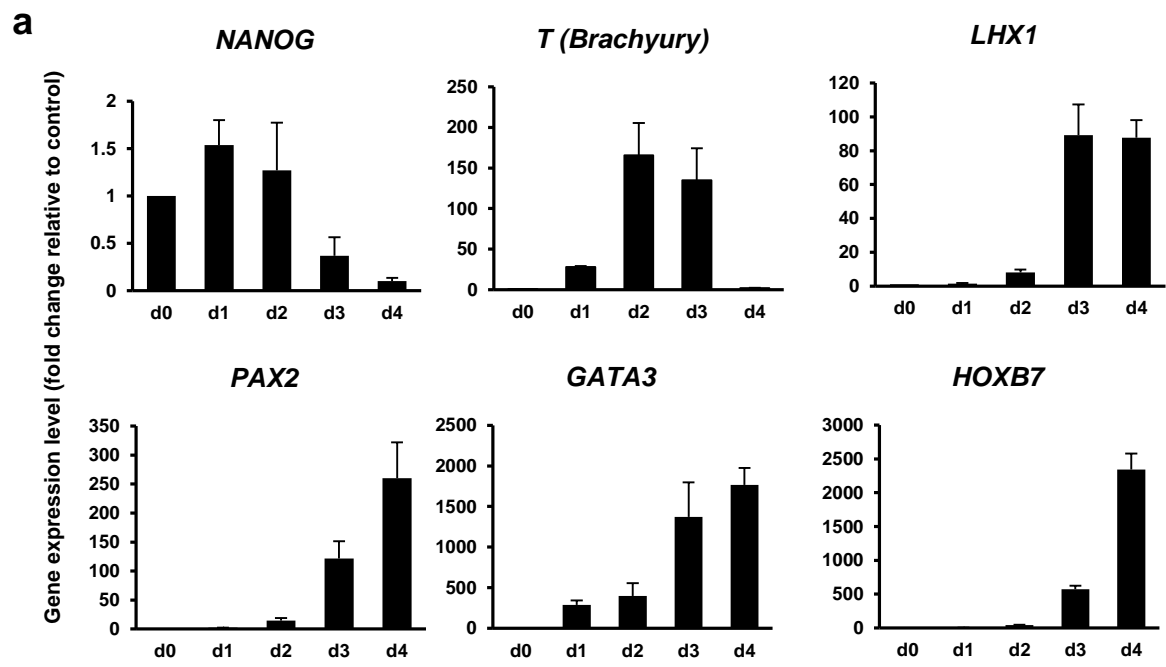 a
Gene expression level (fold change relative to control)
NANOG
2
1.5
1
0.5
0
d0 d1 d2 d3 d4
T (Brachyury)
250
200
150
100
50
0
d0 d1 d2 d3 d4
LHX1
120
100
80
60
40
20
0
d0 d1 d2 d3 d4
PAX2
350
300
250
200
150
100
50
0
d0 d1 d2 d3 d4
GATA3
2500
2000
1500
1000
500
0
d0 d1 d2 d3 d4
HOXB7
3000
2500
2000
1500
1000
500
0
d0 d1 d2 d3 d4